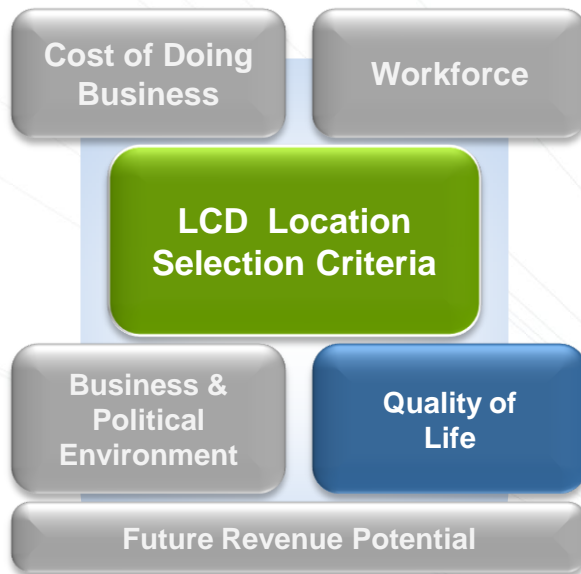 Cost of Doing
Business
Workforce
LCD Location
Selection Criteria
Business &
Political
Environment
Quality of
Life
Future Revenue Potential